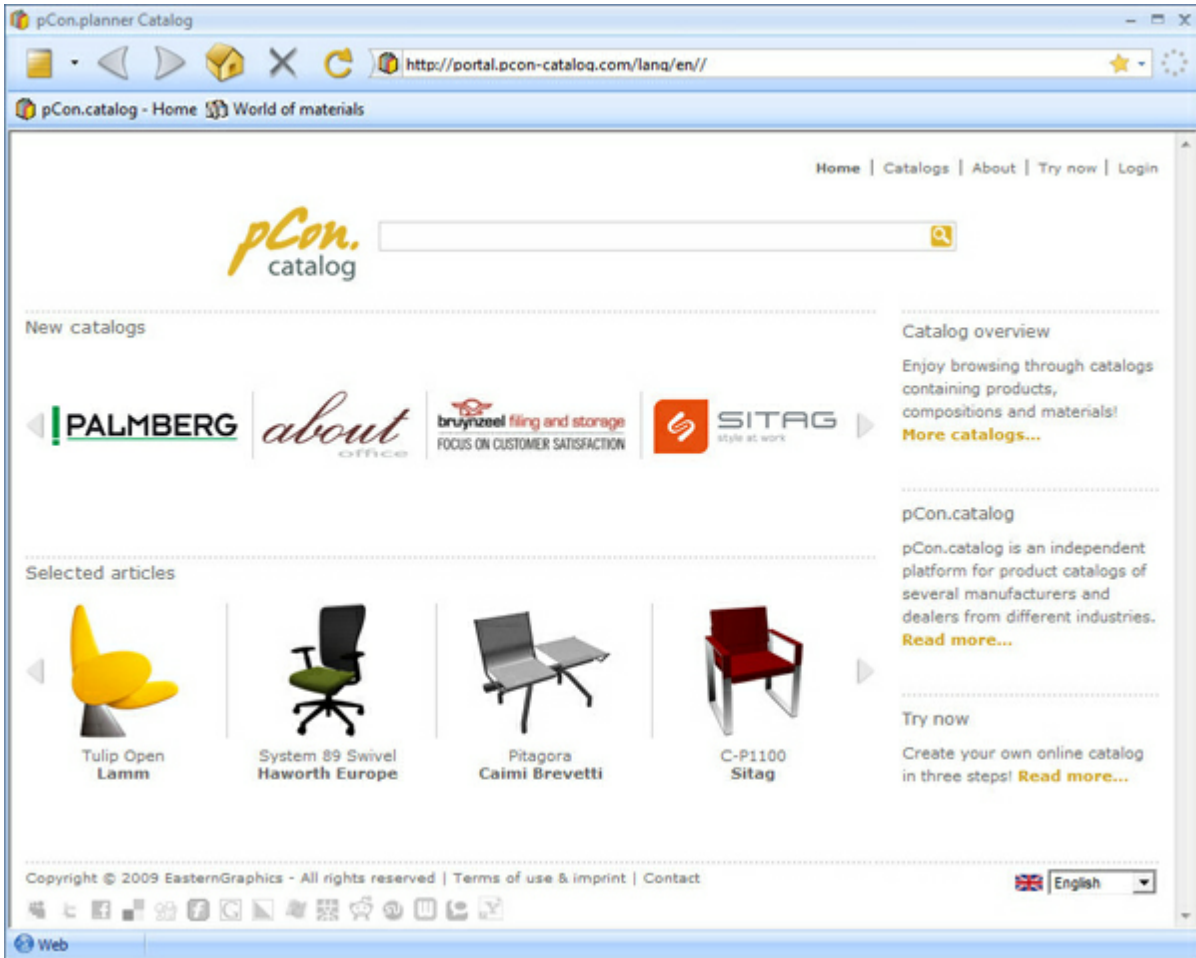 pCon.planner Catalog
http://portal.pcon-catalog.com/lang/en//
pCon.catalog - Home World of materials
Home | Catalogs | About | Try now | Login
pCon.
catalog
New catalogs
PALMBERG
about
office
bruynzeel filing and storage
FOCUS ON CUSTOMER SATISFACTION
SITAG
style at work
Catalog overview
Enjoy browsing through catalogs
containing products,
compositions and materials!
More catalogs...
pCon.catalog
pCon.catalog is an independent
platform for product catalogs of
several manufacturers and
dealers from different industries.
Read more...
Selected articles
Tulip Open
Lamm
System 89 Swivel
Haworth Europe
Pitagora
Caimi Brevetti
C-P1100
Sitag
Try now
Create your own online catalog
in three steps! Read more...
Copyright © 2009 EasternGraphics - All rights reserved | Terms of use & imprint | Contact
English
Web